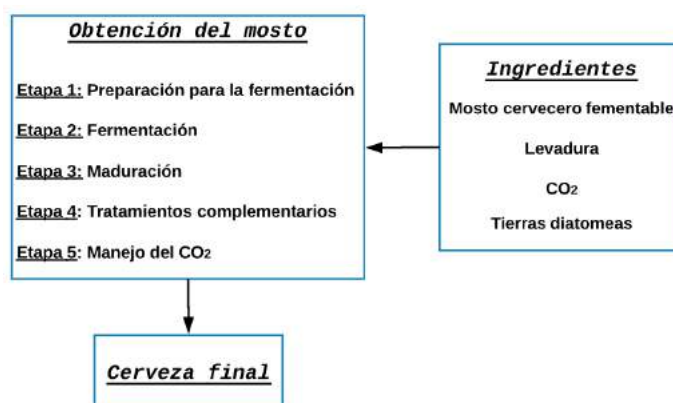 Obtención del mosto
Etapa 1: Preparación para la fermentación
Etapa 2: Fermentación
Etapa 3: Maduración
Etapa 4: Tratamientos complementarios
Etapa 5: Manejo del CO₂
Ingredientes
Mosto cervecero fementable
Levadura
CO₂
Tierras diatomeas
Cerveza final